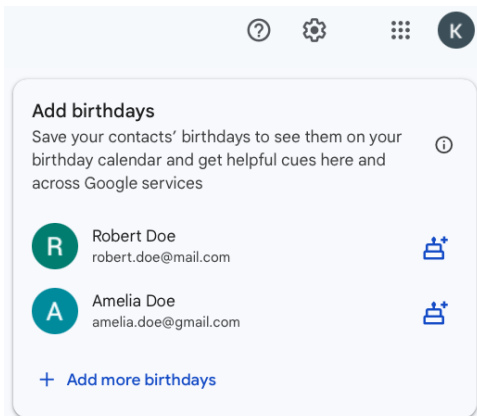 K
Add birthdays
Save your contacts’ birthdays to see them on your
birthday calendar and get helpful cues here and
across Google services
R
Robert Doe
robert.doe@mail.com
A
Amelia Doe
amelia.doe@gmail.com
+ Add more birthdays